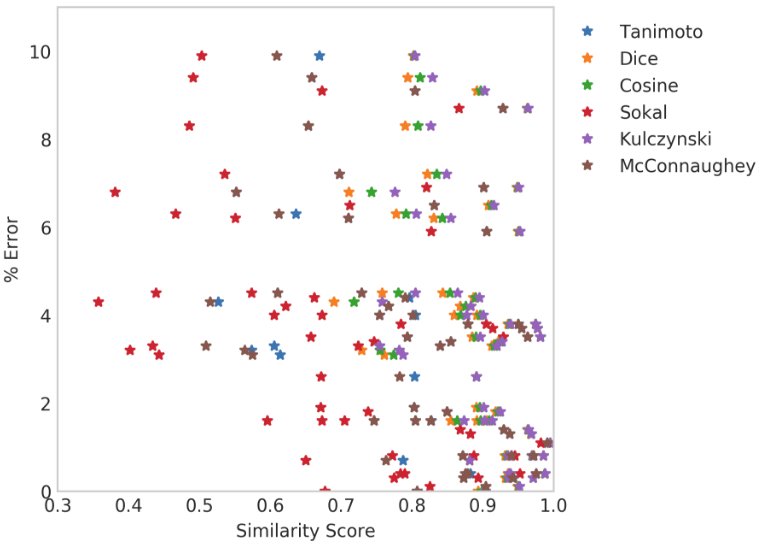 10
8
6
4
2
0
% Error
0.3 0.4 0.5 0.6 0.7 0.8 0.9 1.0
Similarity Score
Tanimoto
Dice
Cosine
Sokal
Kulczynski
McConnaughey